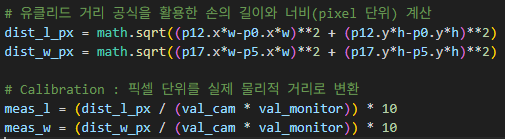 # 유클리드 거리 공식을 활용한 손의 길이와 너비(pixel 단위) 계산
dist_l_px = math.sqrt((p12.x*w-p0.x*w)**2 + (p12.y*h-p0.y*h)**2)
dist_w_px = math.sqrt((p17.x*w-p5.x*w)**2 + (p17.y*h-p5.y*h)**2)
# Calibration : 픽셀 단위를 실제 물리적 거리로 변환
meas_l = (dist_l_px / (val_cam * val_monitor)) * 10
meas_w = (dist_w_px / (val_cam * val_monitor)) * 10